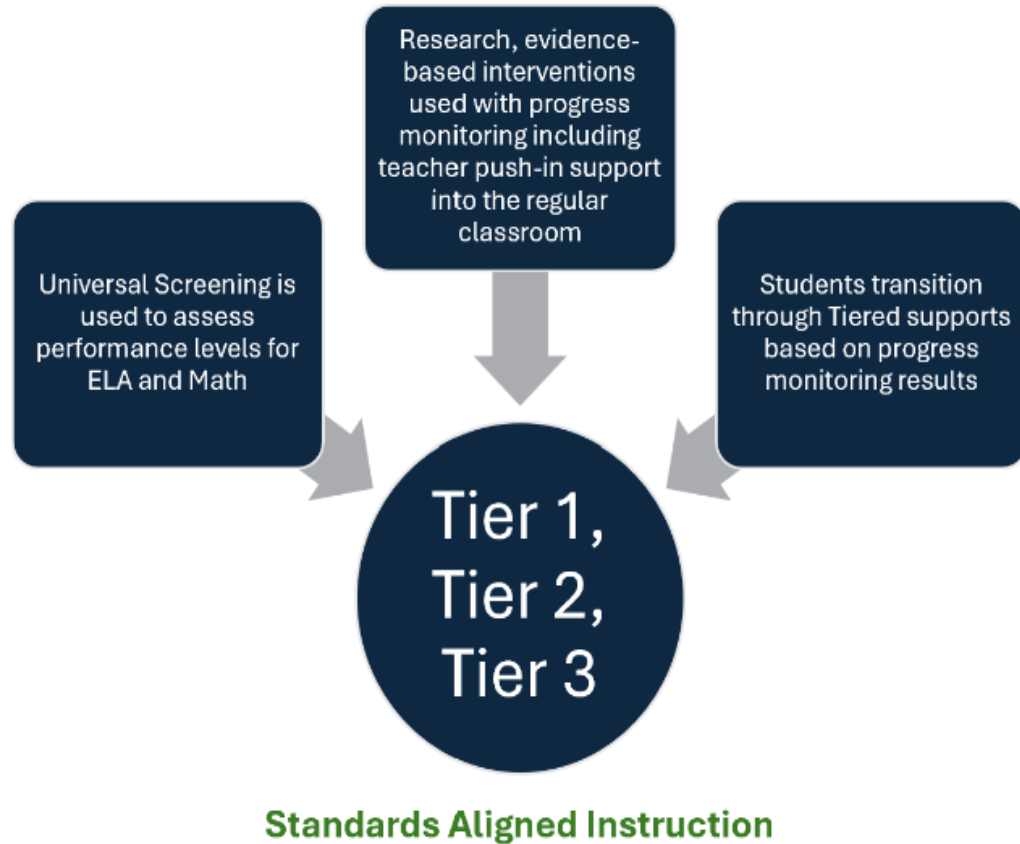 Research, evidence-
based interventions
used with progress
monitoring including
teacher push-in support
into the regular
classroom
Universal Screening is
used to assess
performance levels for
ELA and Math
Students transition
through Tiered supports
based on progress
monitoring results
Tier 1,
Tier 2,
Tier 3
Standards Aligned Instruction